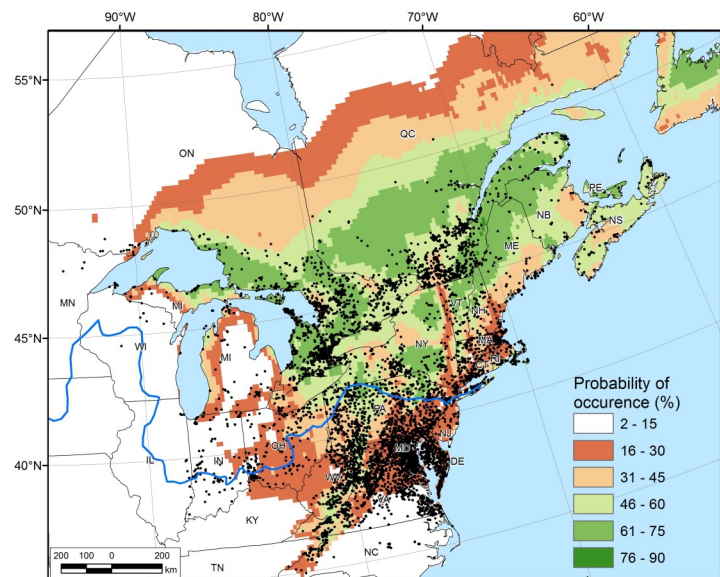 90°W
80°W
70°W
60°W
55°N
50°N
45°N
40°N
ON
QC
PE
NB
NS
ME
MN
MI
WI
MI
VT
NH
NY
MA
CT
RI
PA
NJ
OH
MD
DE
IL
IN
WV
VA
KY
NC
TN
Probability of
occurence (%)
2 - 15
16 - 30
31 - 45
46 - 60
61 - 75
76 - 90
200 100 0 200
km